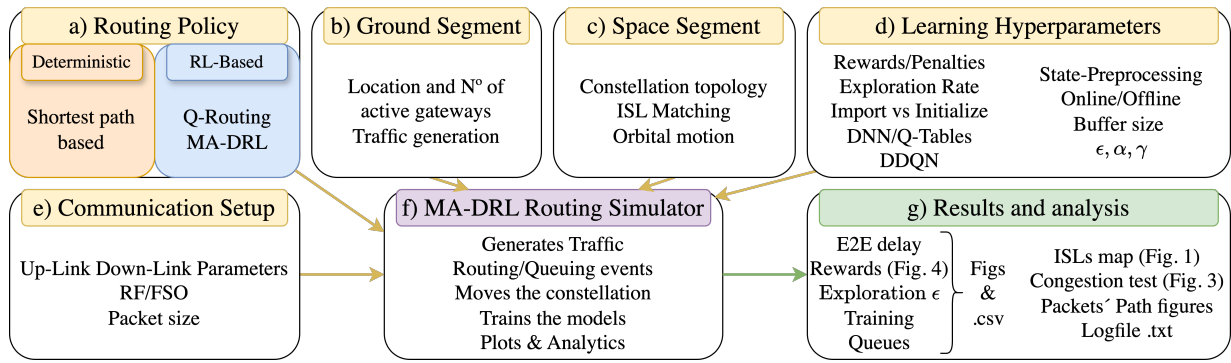 a) Routing Policy
Deterministic
Shortest path
based
RL-Based
Q-Routing
MA-DRL
b) Ground Segment
Location and Nº of
active gateways
Traffic generation
c) Space Segment
Constellation topology
ISL Matching
Orbital motion
d) Learning Hyperparameters
Rewards/Penalties
Exploration Rate
Import vs Initialize
DNN/Q-Tables
DDQN
State-Preprocessing
Online/Offline
Buffer size
ϵ, α, γ
e) Communication Setup
Up-Link Down-Link Parameters
RF/FSO
Packet size
f) MA-DRL Routing Simulator
Generates Traffic
Routing/Queuing events
Moves the constellation
Trains the models
Plots & Analytics
g) Results and analysis
E2E delay
Rewards (Fig. 4)
Exploration ϵ
Training
Queues
Figs
&
.csv
ISLs map (Fig. 1)
Congestion test (Fig. 3)
Packets´ Path figures
Logfile .txt